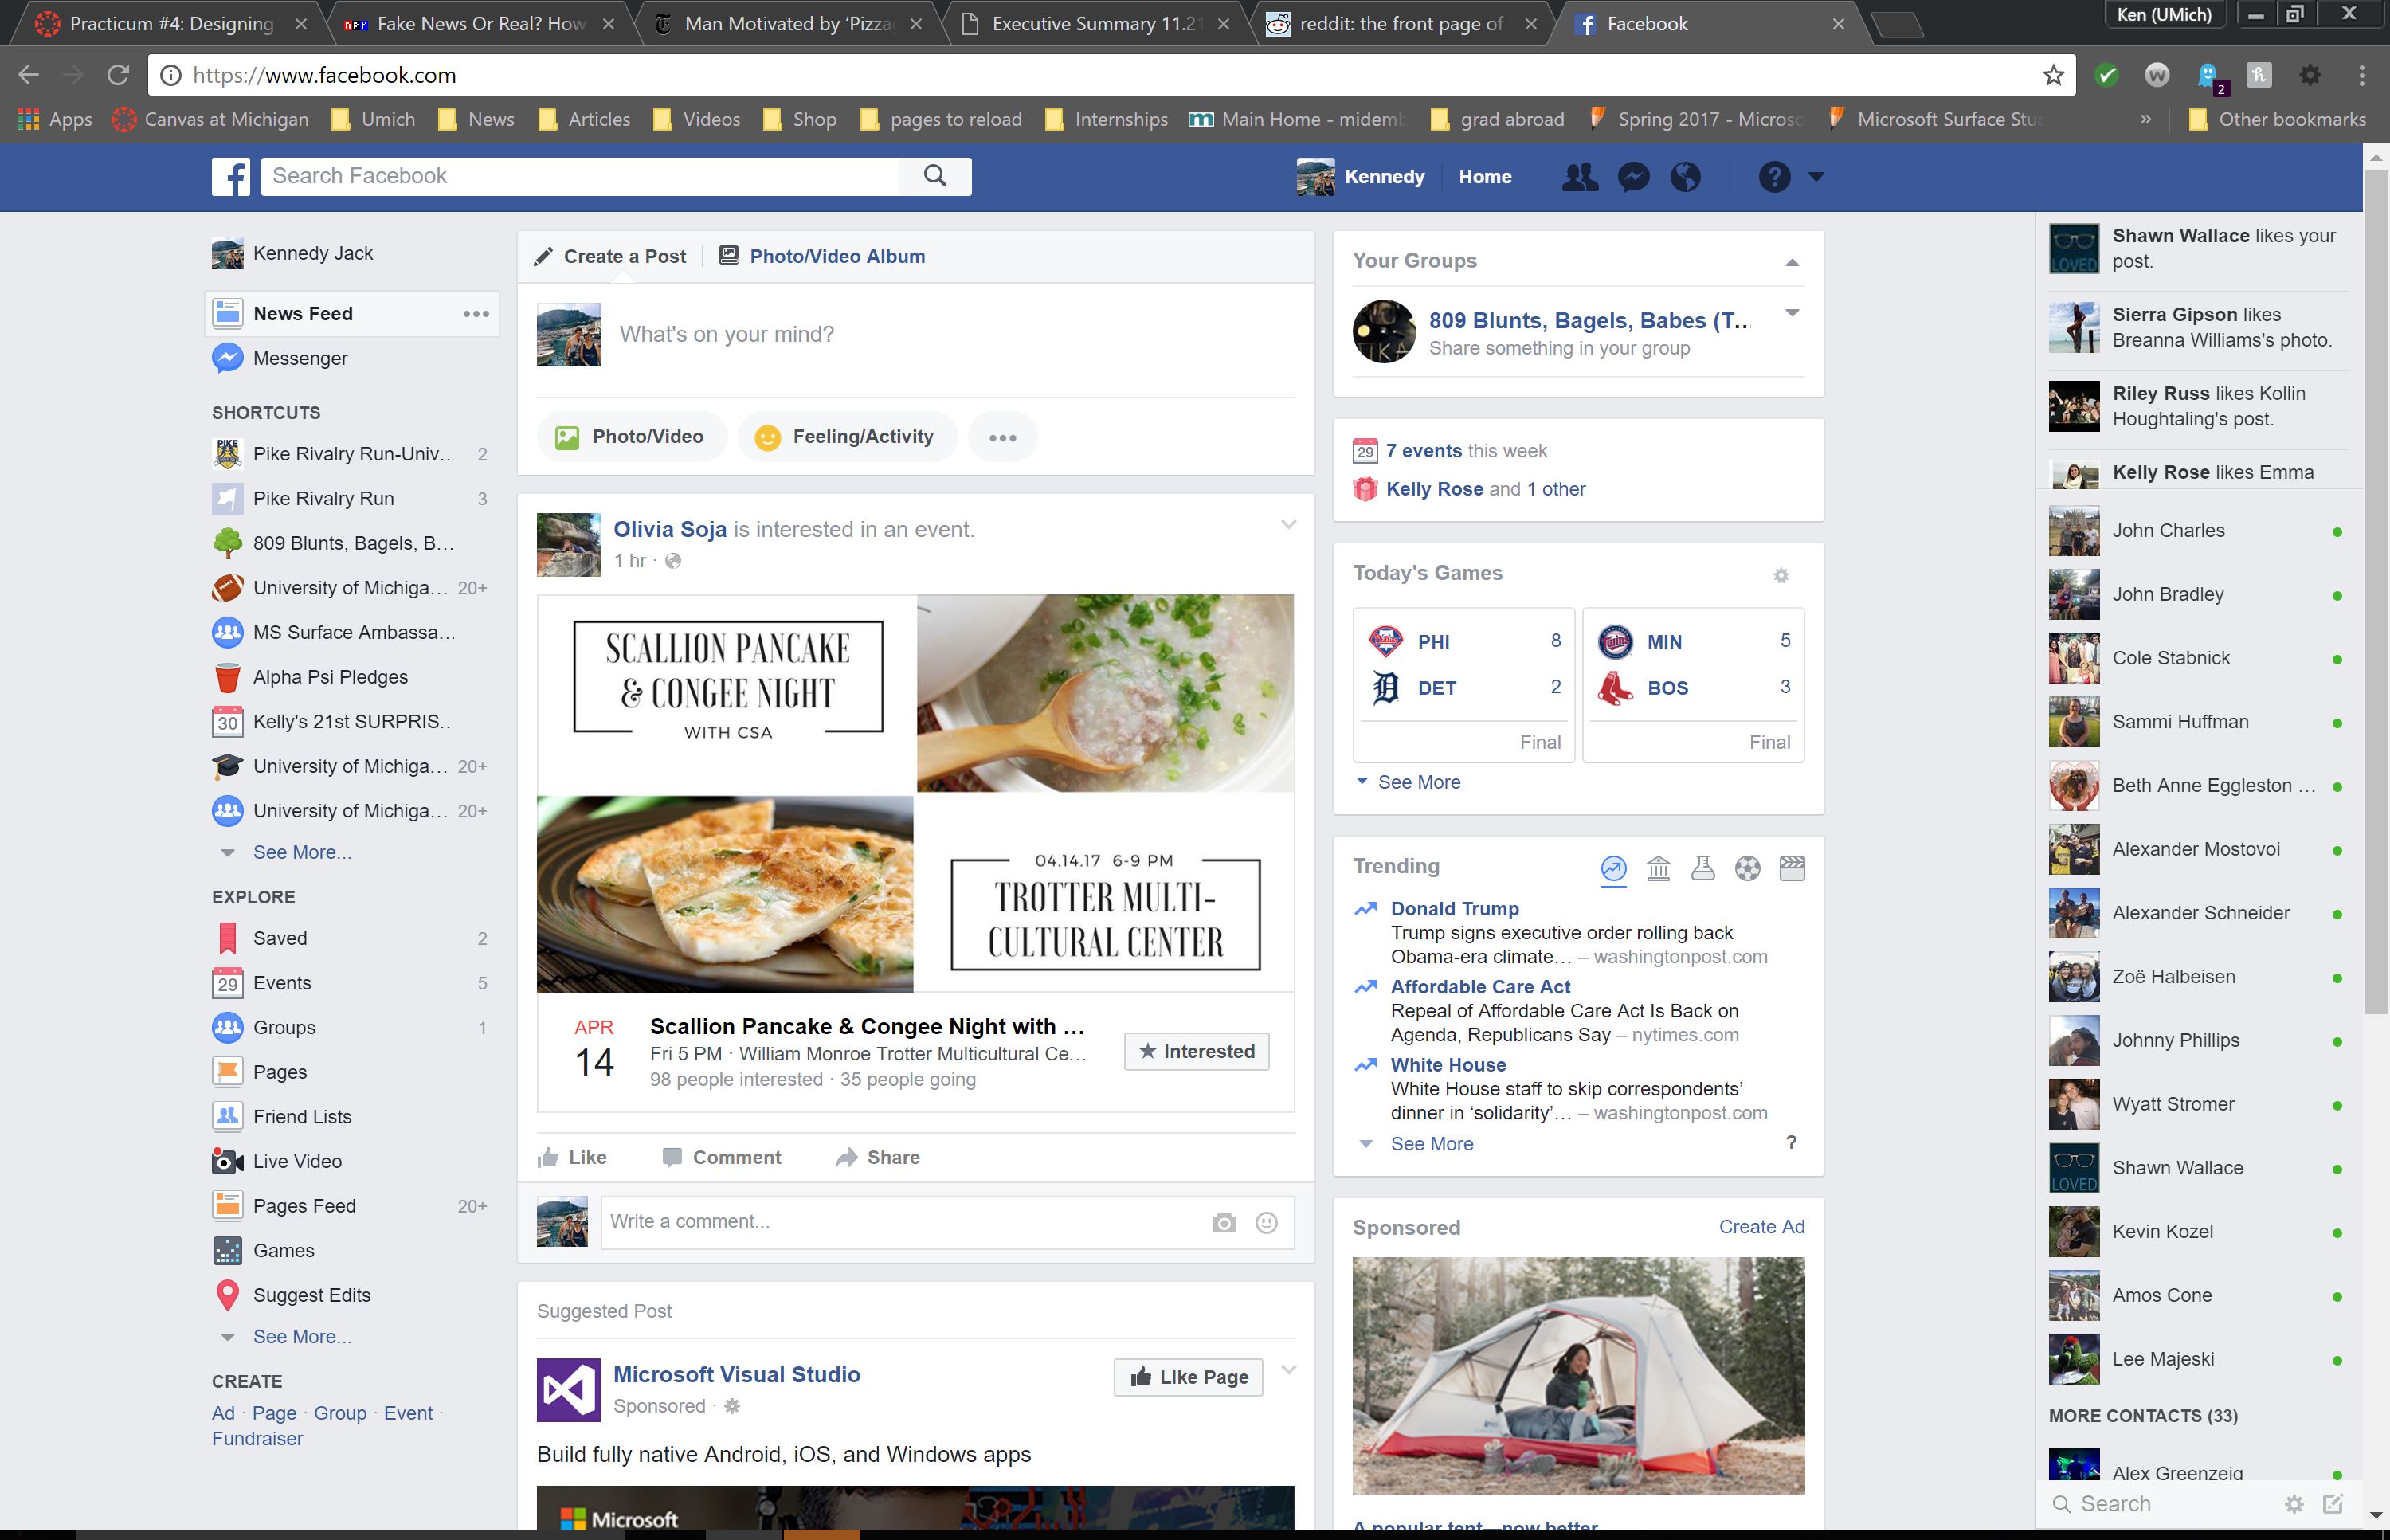 Practicum #4: Designing
Fake News Or Real? How
Man Motivated by ‘Pizza
Executive Summary 11.21
reddit: the front page of
Facebook
Ken (UMich)
https://www.facebook.com
2
Apps
Canvas at Michigan
Umich
News
Articles
Videos
Shop
pages to reload
Internships
Main Home - midemb
grad abroad
Spring 2017 - Microso
Microsoft Surface Stu
»
Other bookmarks
Search Facebook
Kennedy
Home
Kennedy Jack
News Feed
Messenger
SHORTCUTS
Pike Rivalry Run-Univ... 2
Pike Rivalry Run 3
809 Blunts, Bagels, B...
University of Michiga... 20+
MS Surface Ambassa...
Alpha Psi Pledges
30 Kelly's 21st SURPRIS...
University of Michiga... 20+
University of Michiga... 20+
See More...
EXPLORE
Saved 2
29 Events 5
Groups 1
Pages
Friend Lists
Live Video
Pages Feed 20+
Games
Suggest Edits
See More...
CREATE
Ad · Page · Group · Event ·
Fundraiser
Create a Post
Photo/Video Album
What's on your mind?
Photo/Video
Feeling/Activity
Olivia Soja is interested in an event.
1 hr ·
SCALLION PANCAKE
& CONGEE NIGHT
WITH CSA
04.14.17 6-9 PM
TROTTER MULTI-
CULTURAL CENTER
APR
14
Scallion Pancake & Congee Night with ...
Fri 5 PM · William Monroe Trotter Multicultural Ce...
98 people interested · 35 people going
Interested
Like
Comment
Share
Write a comment...
Suggested Post
Microsoft Visual Studio
Sponsored ·
Like Page
Build fully native Android, iOS, and Windows apps
Microsoft
Your Groups
809 Blunts, Bagels, Babes (T...
Share something in your group
29 7 events this week
Kelly Rose and 1 other
Today's Games
PHI 8
DET 2
Final
MIN 5
BOS 3
Final
See More
Trending
Donald Trump
Trump signs executive order rolling back
Obama-era climate... – washingtonpost.com
Affordable Care Act
Repeal of Affordable Care Act Is Back on
Agenda, Republicans Say – nytimes.com
White House
White House staff to skip correspondents’
dinner in ‘solidarity’... – washingtonpost.com
See More
?
Sponsored
Create Ad
A popular tent—now better
Shawn Wallace likes your
post.
Sierra Gipson likes
Breanna Williams's photo.
Riley Russ likes Kollin
Houghtaling's post.
Kelly Rose likes Emma
John Charles
John Bradley
Cole Stabnick
Sammi Huffman
Beth Anne Eggleston ...
Alexander Mostovoi
Alexander Schneider
Zoë Halbeisen
Johnny Phillips
Wyatt Stromer
Shawn Wallace
LOVED
Kevin Kozel
Amos Cone
Lee Majeski
MORE CONTACTS (33)
Alex Greenzeig
Search